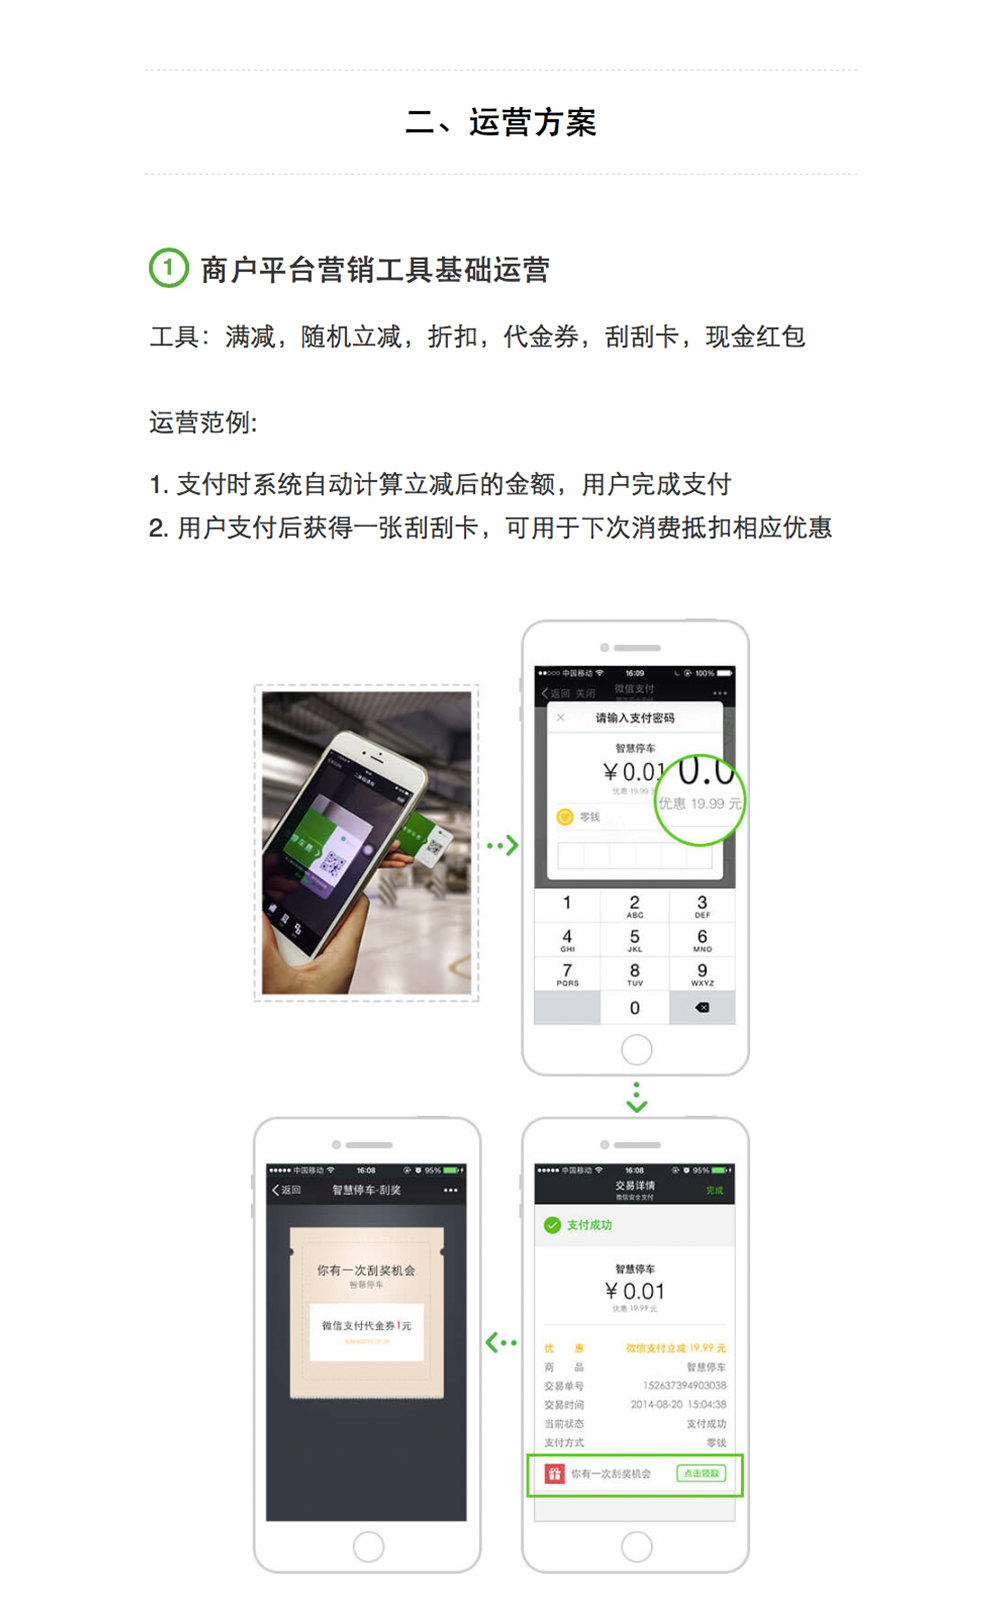 二、运营方案
1 商户平台营销工具基础运营
工具：满减，随机立减，折扣，代金券，刮刮卡，现金红包
运营范例:
1. 支付时系统自动计算立减后的金额，用户完成支付
2. 用户支付后获得一张刮刮卡，可用于下次消费抵扣相应优惠
中国移动 16:09 100%
返回 关闭 微信支付
请输入支付密码
智慧停车
¥0.01
优惠 19.99 元
0.0
优惠 19.99 元
零钱
1 2 3
ABC DEF
4 5 6
GHI JKL MNO
7 8 9
PQRS TUV WXYZ
0
停车票
中国移动 16:08 95%
返回 智慧停车-刮奖
你有一次刮奖机会
智慧停车
微信支付代金券1元
中国移动 16:08 95%
交易详情 完成
微信安全支付
支付成功
智慧停车
¥0.01
优惠 19.99 元
优 惠 微信支付立减 19.99 元
商 品 智慧停车
交易单号 152637394903038
交易时间 2014-08-20 15:04:38
当前状态 支付成功
支付方式 零钱
你有一次刮奖机会 点击领取